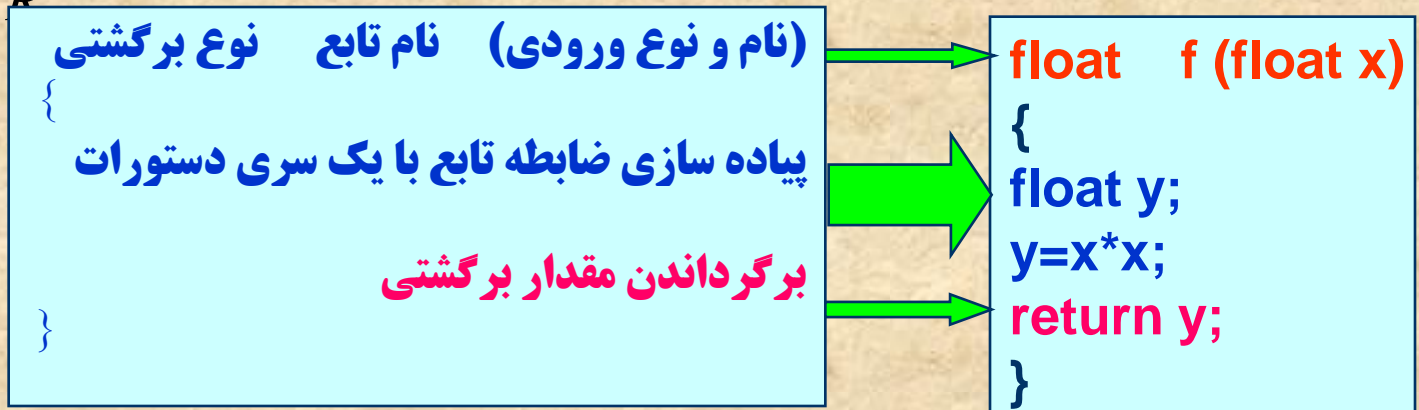 (نام و نوع ورودی) نام تابع نوع برگشتی
{
پیاده سازی ضابطه تابع با یک سری دستورات
برگرداندن مقدار برگشتی
}
float f (float x)
{
float y;
y=x*x;
return y;
}